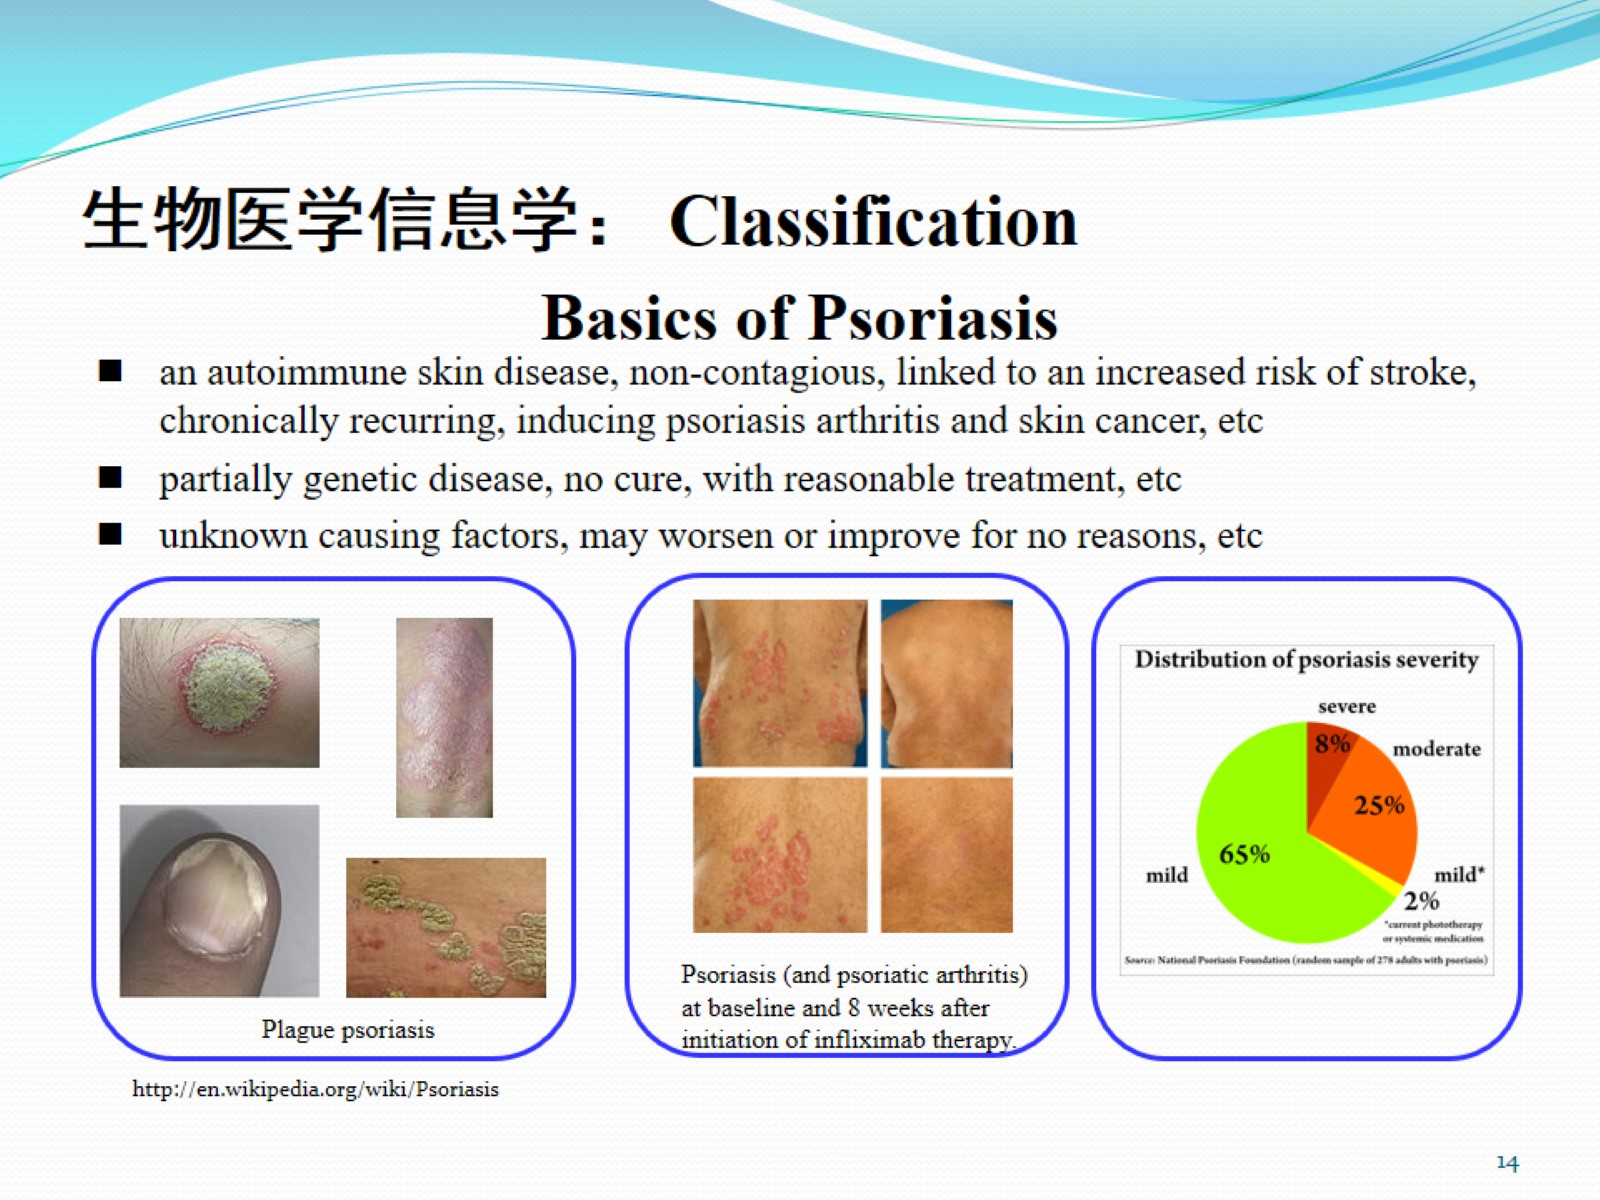 生物医学信息学： Classification
Basics of Psoriasis
■ an autoimmune skin disease, non-contagious, linked to an increased risk of stroke,
chronically recurring, inducing psoriasis arthritis and skin cancer, etc
■ partially genetic disease, no cure, with reasonable treatment, etc
■ unknown causing factors, may worsen or improve for no reasons, etc
Plague psoriasis
http://en.wikipedia.org/wiki/Psoriasis
Psoriasis (and psoriatic arthritis)
at baseline and 8 weeks after
initiation of infliximab therapy.
Distribution of psoriasis severity
severe
8%
moderate
25%
65%
mild
mild*
2%
*current phototherapy
or systemic medication
Source: National Psoriasis Foundation (random sample of 278 adults with psoriasis)
14